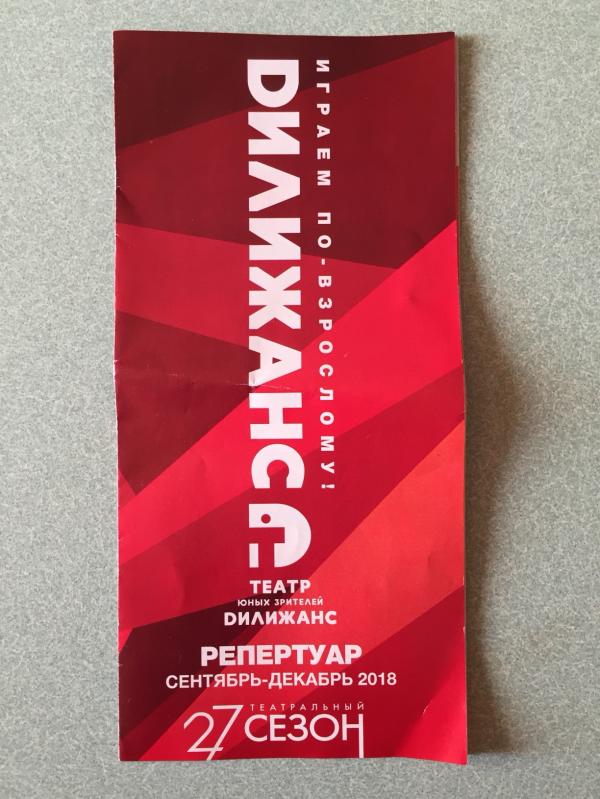 ИГРАЕМ ПО-ВЗРОСЛОМУ!
DИЛИЖАНС
ТЕАТР
ЮНЫХ ЗРИТЕЛЕЙ
DИЛИЖАНС
РЕПЕРТУАР
СЕНТЯБРЬ-ДЕКАБРЬ 2018
ТЕАТРАЛЬНЫЙ
27 СЕЗОН